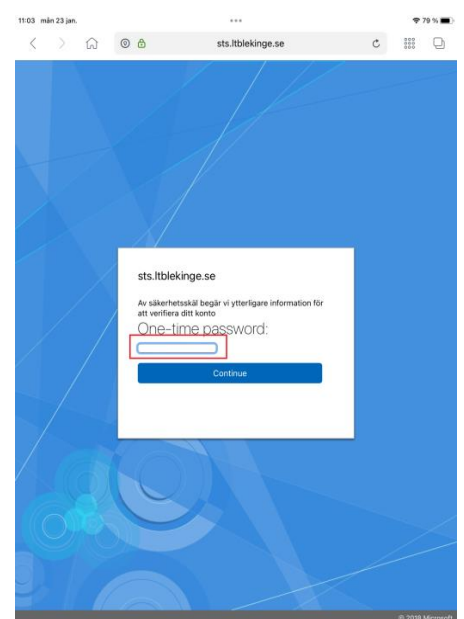 11:03 mån 23 jan.
79 %
sts.ltblekinge.se
sts.ltblekinge.se
Av säkerhetsskäl begär vi ytterligare information för
att verifiera ditt konto
One-time password:
Continue
© 2018 Microsoft